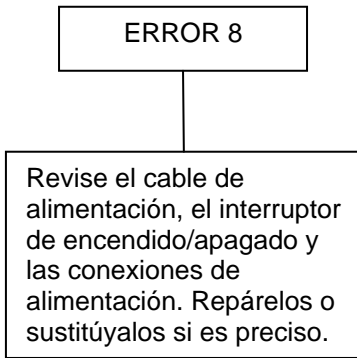 ERROR 8
Revise el cable de
alimentación, el interruptor
de encendido/apagado y
las conexiones de
alimentación. Repárelos o
sustitúyalos si es preciso.